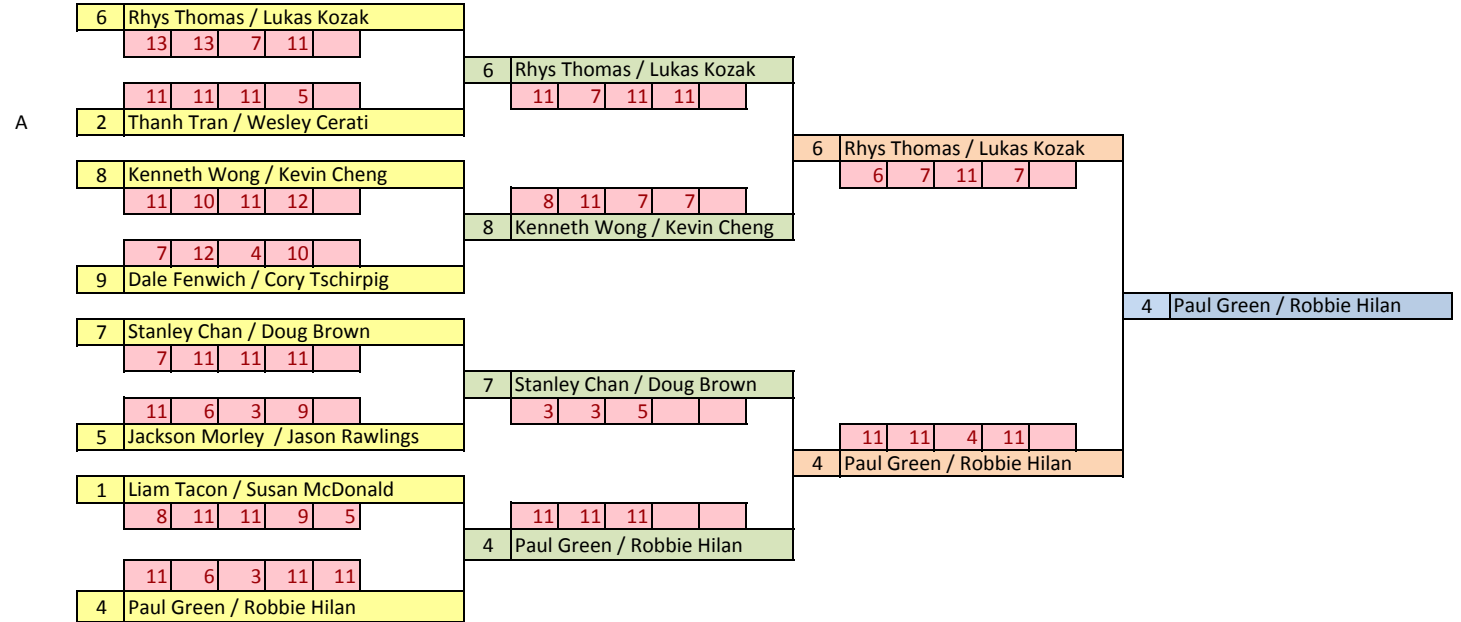 6 Rhys Thomas / Lukas Kozak
13 13 7 11
6 Rhys Thomas / Lukas Kozak
11 11 11 5
11 7 11 11
A
2 Thanh Tran / Wesley Cerati
6 Rhys Thomas / Lukas Kozak
8 Kenneth Wong / Kevin Cheng
6 7 11 7
11 10 11 12
8 11 7 7
8 Kenneth Wong / Kevin Cheng
7 12 4 10
9 Dale Fenwich / Cory Tschirpig
4 Paul Green / Robbie Hilan
7 Stanley Chan / Doug Brown
7 11 11 11
7 Stanley Chan / Doug Brown
11 6 3 9
3 3 5
5 Jackson Morley / Jason Rawlings
11 11 4 11
4 Paul Green / Robbie Hilan
1 Liam Tacon / Susan McDonald
8 11 11 9 5
11 11 11
4 Paul Green / Robbie Hilan
11 6 3 11 11
4 Paul Green / Robbie Hilan